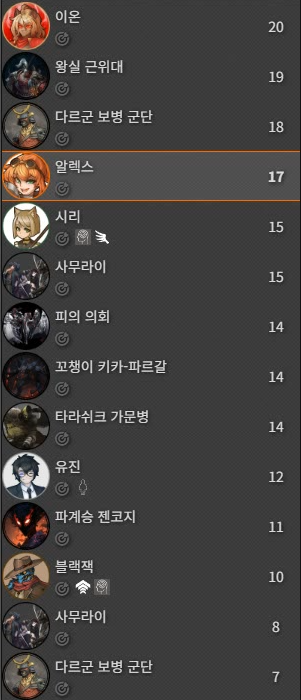 이온
20
왕실 근위대
19
다르군 보병 군단
18
알렉스
17
시리
15
사무라이
15
피의 의회
14
꼬챙이 키카-파르갈
14
타라쉬크 가문병
14
유진
12
파계승 젠코지
11
블랙잭
10
사무라이
8
다르군 보병 군단
7